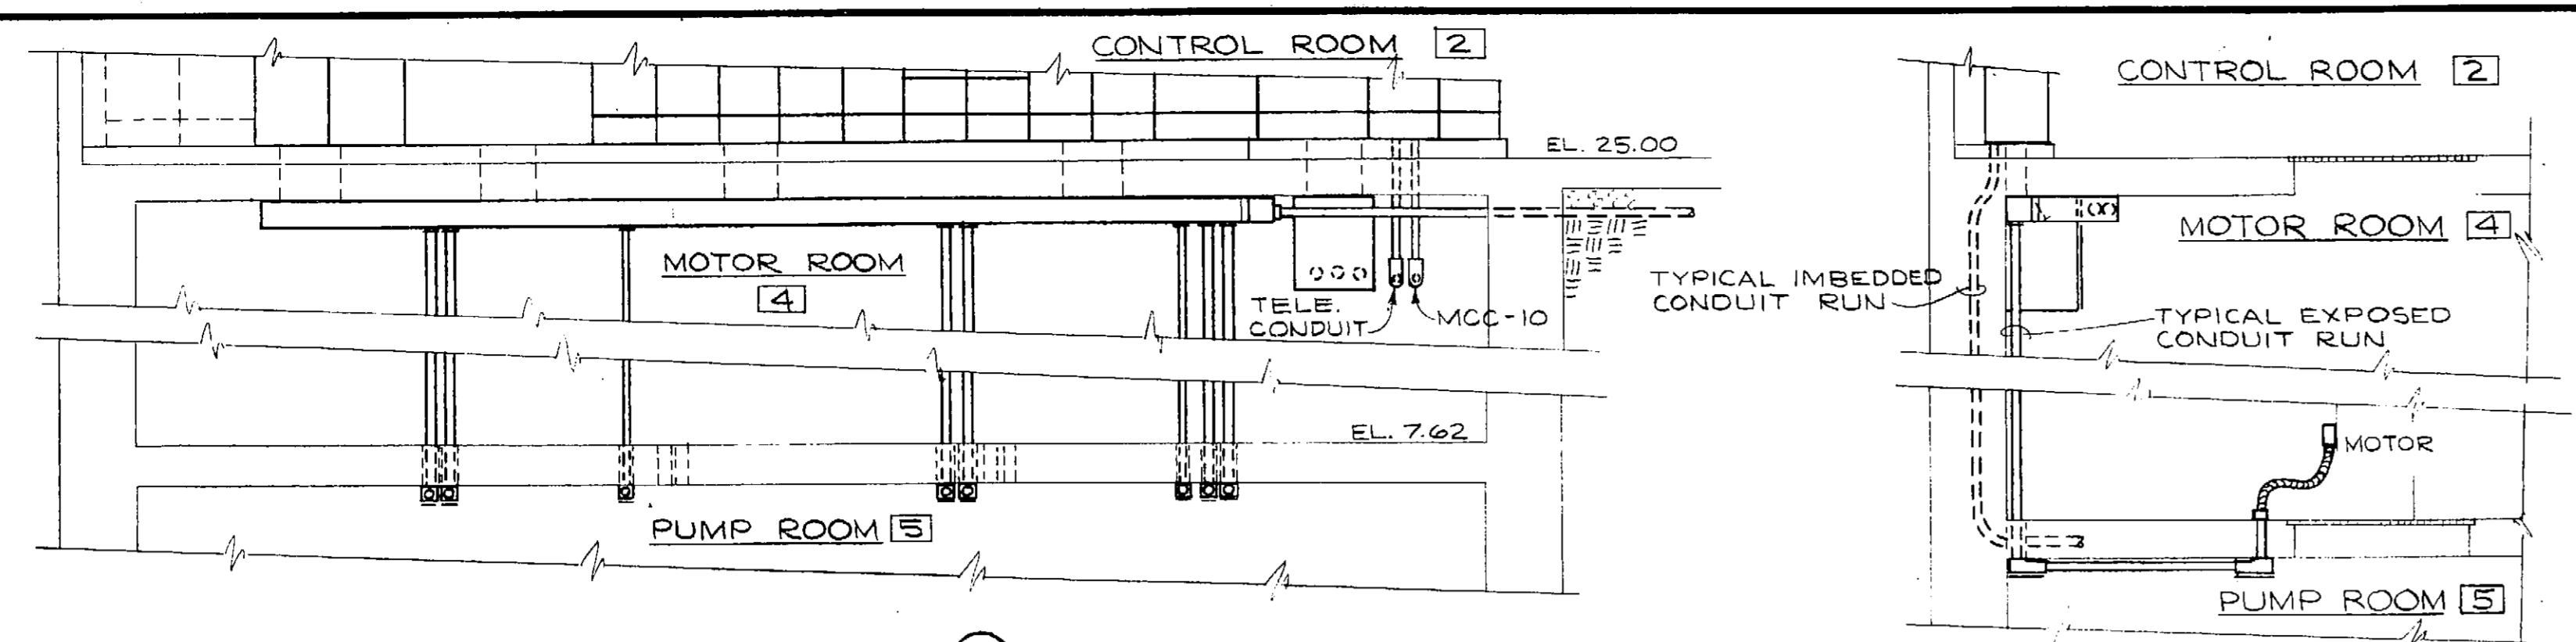 CONTROL ROOM 2
EL. 25.00
MOTOR ROOM
4
TELE.
CONDUIT
MCC-10
EL. 7.62
PUMP ROOM 5
CONTROL ROOM 2
(X)
MOTOR ROOM 4
TYPICAL IMBEDDED
CONDUIT RUN
TYPICAL EXPOSED
CONDUIT RUN
MOTOR
PUMP ROOM 5